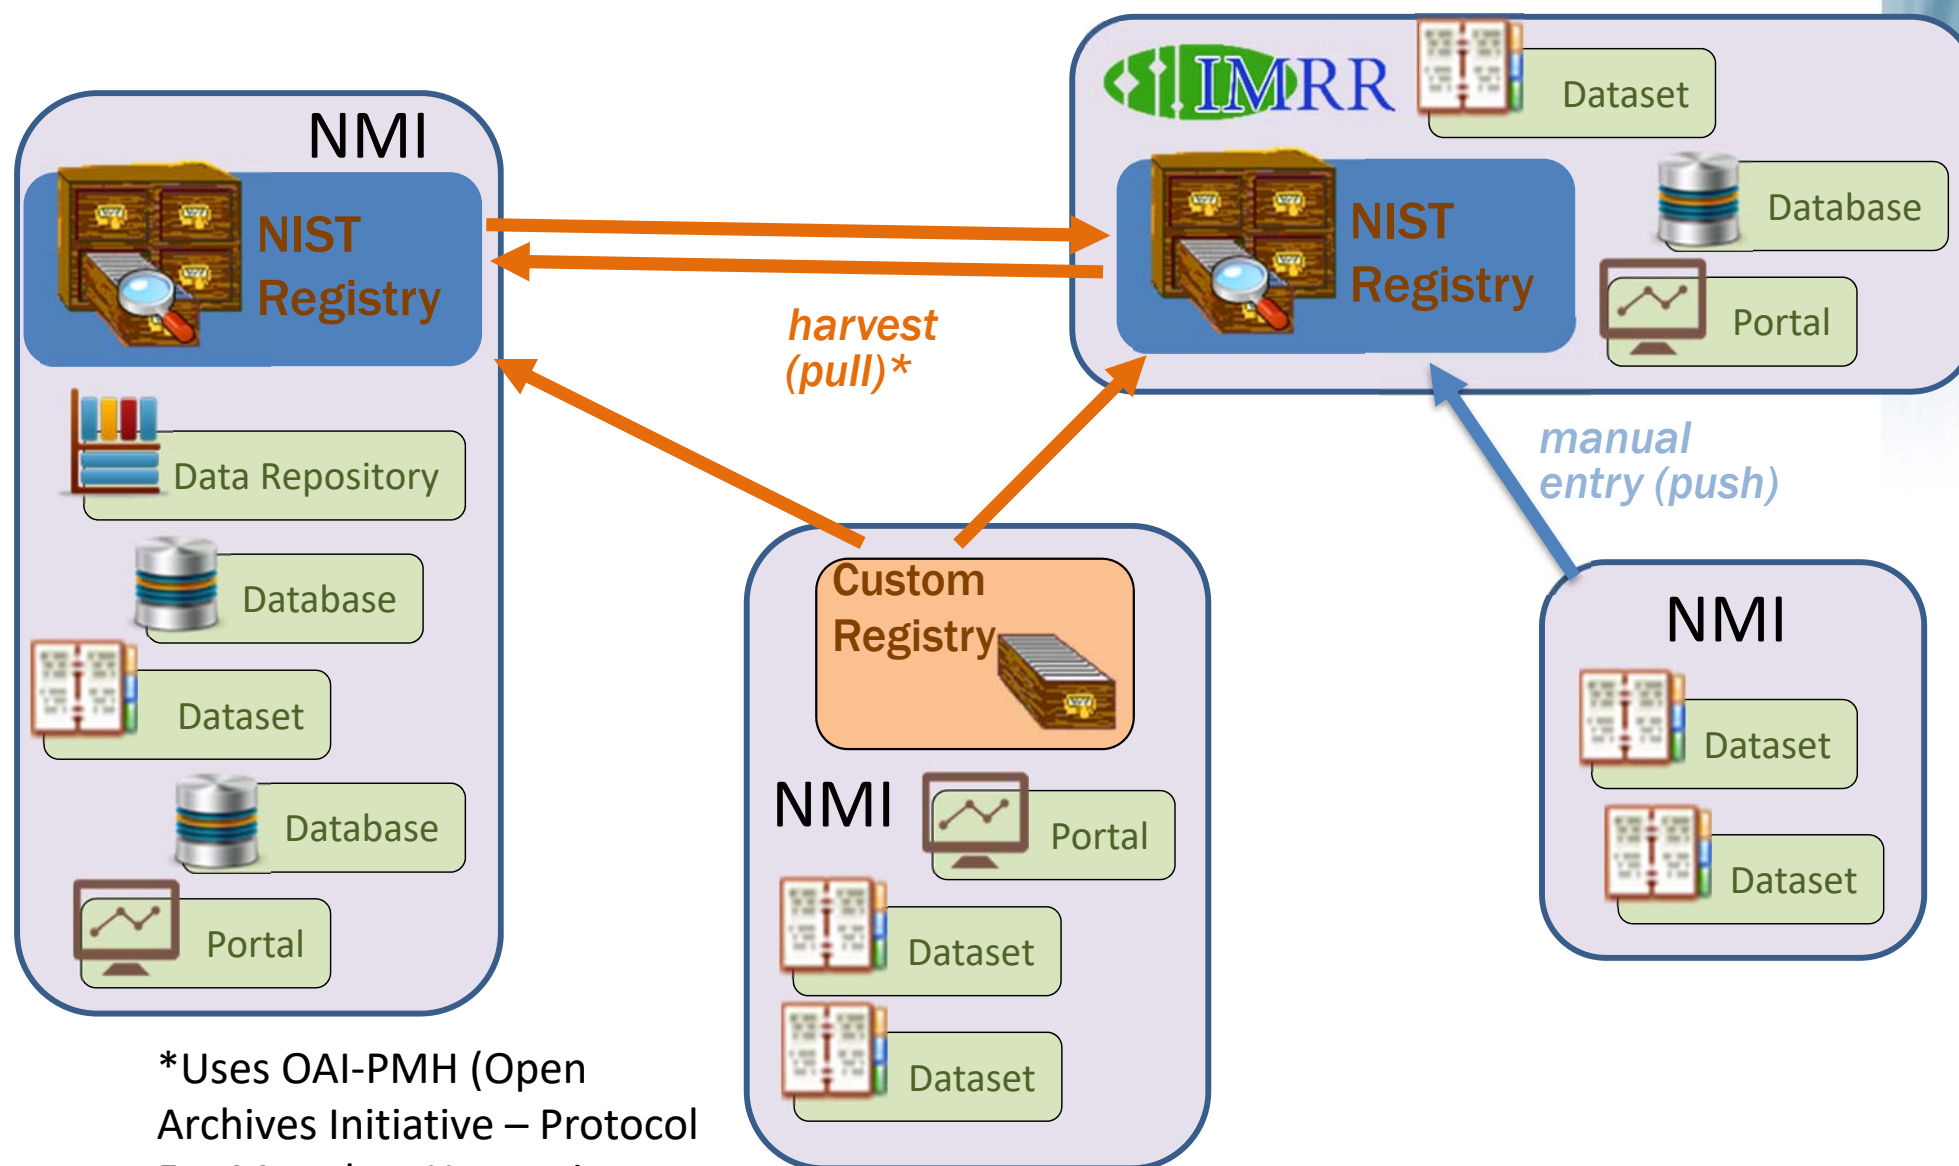 NMI
NIST
Registry
Data Repository
Database
Dataset
Database
Portal
*Uses OAI-PMH (Open
Archives Initiative – Protocol
harvest
(pull)*
IMRR
Dataset
NIST
Registry
Database
Portal
manual
entry (push)
Custom
Registry
NMI
Portal
Dataset
Dataset
NMI
Dataset
Dataset